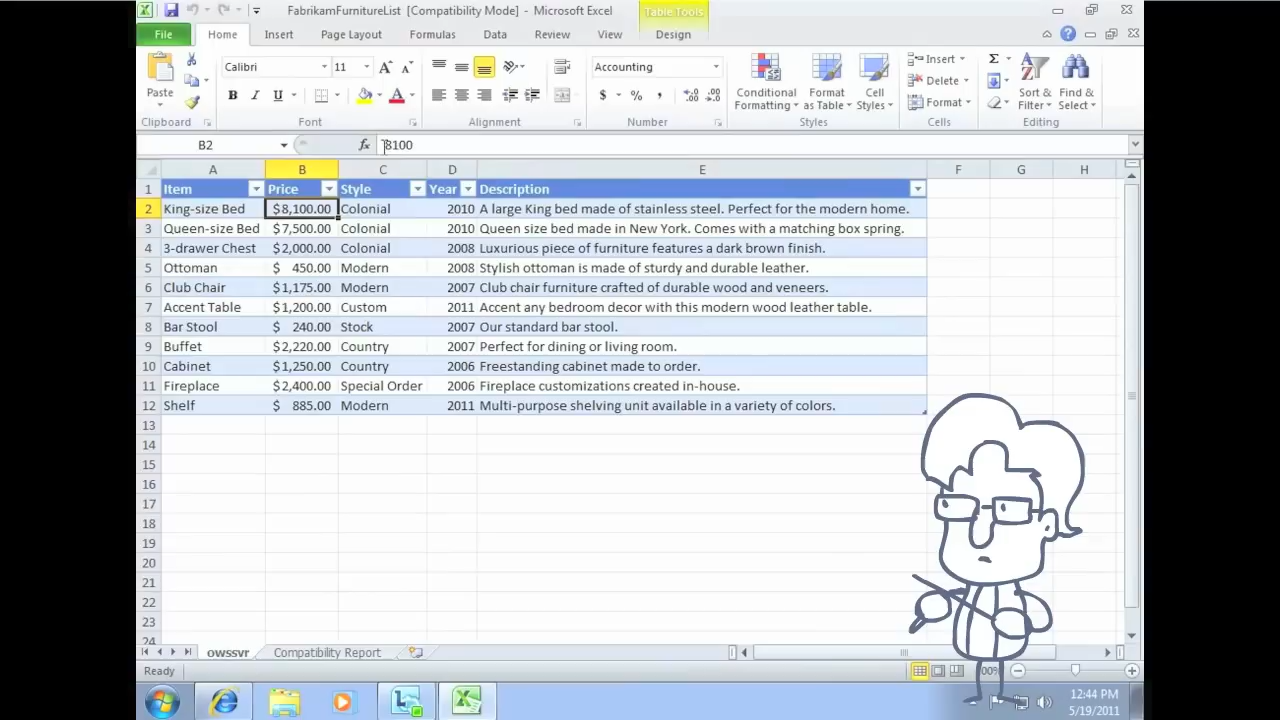 FabrikamFurnitureList [Compatibility Mode] - Microsoft Excel
Table Tools
File Home Insert Page Layout Formulas Data Review View Design
Calibri 11 Accounting
Paste
B I U $ % ,
Conditional Formatting
Format as Table
Cell Styles
Insert
Delete
Format
Sort & Filter
Find & Select
Clipboard Font Alignment Number Styles Cells Editing
B2 fx 8100
A B C D E F G H
1 Item Price Style Year Description
2 King-size Bed $8,100.00 Colonial 2010 A large King bed made of stainless steel. Perfect for the modern home.
3 Queen-size Bed $7,500.00 Colonial 2010 Queen size bed made in New York. Comes with a matching box spring.
4 3-drawer Chest $2,000.00 Colonial 2008 Luxurious piece of furniture features a dark brown finish.
5 Ottoman $ 450.00 Modern 2008 Stylish ottoman is made of sturdy and durable leather.
6 Club Chair $1,175.00 Modern 2007 Club chair furniture crafted of durable wood and veneers.
7 Accent Table $1,200.00 Custom 2011 Accent any bedroom decor with this modern wood leather table.
8 Bar Stool $ 240.00 Stock 2007 Our standard bar stool.
9 Buffet $2,220.00 Country 2007 Perfect for dining or living room.
10 Cabinet $1,250.00 Country 2006 Freestanding cabinet made to order.
11 Fireplace $2,400.00 Special Order 2006 Fireplace customizations created in-house.
12 Shelf $ 885.00 Modern 2011 Multi-purpose shelving unit available in a variety of colors.
13
14
15
16
17
18
19
20
21
22
23
24
owssvr Compatibility Report
Ready
12:44 PM
5/19/2011